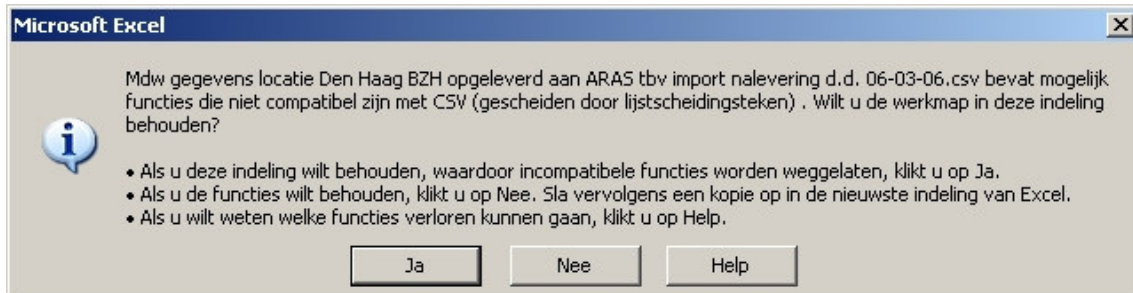 Microsoft Excel
Mdw gegevens locatie Den Haag BZH opgeleverd aan ARAS tbv import nalevering d.d. 06-03-06.csv bevat mogelijk
functies die niet compatibel zijn met CSV (gescheiden door lijstscheidingsteken) . Wilt u de werkmap in deze indeling
behouden?
• Als u deze indeling wilt behouden, waardoor incompatibele functies worden weggelaten, klikt u op Ja.
• Als u de functies wilt behouden, klikt u op Nee. Sla vervolgens een kopie op in de nieuwste indeling van Excel.
• Als u wilt weten welke functies verloren kunnen gaan, klikt u op Help.
Ja Nee Help